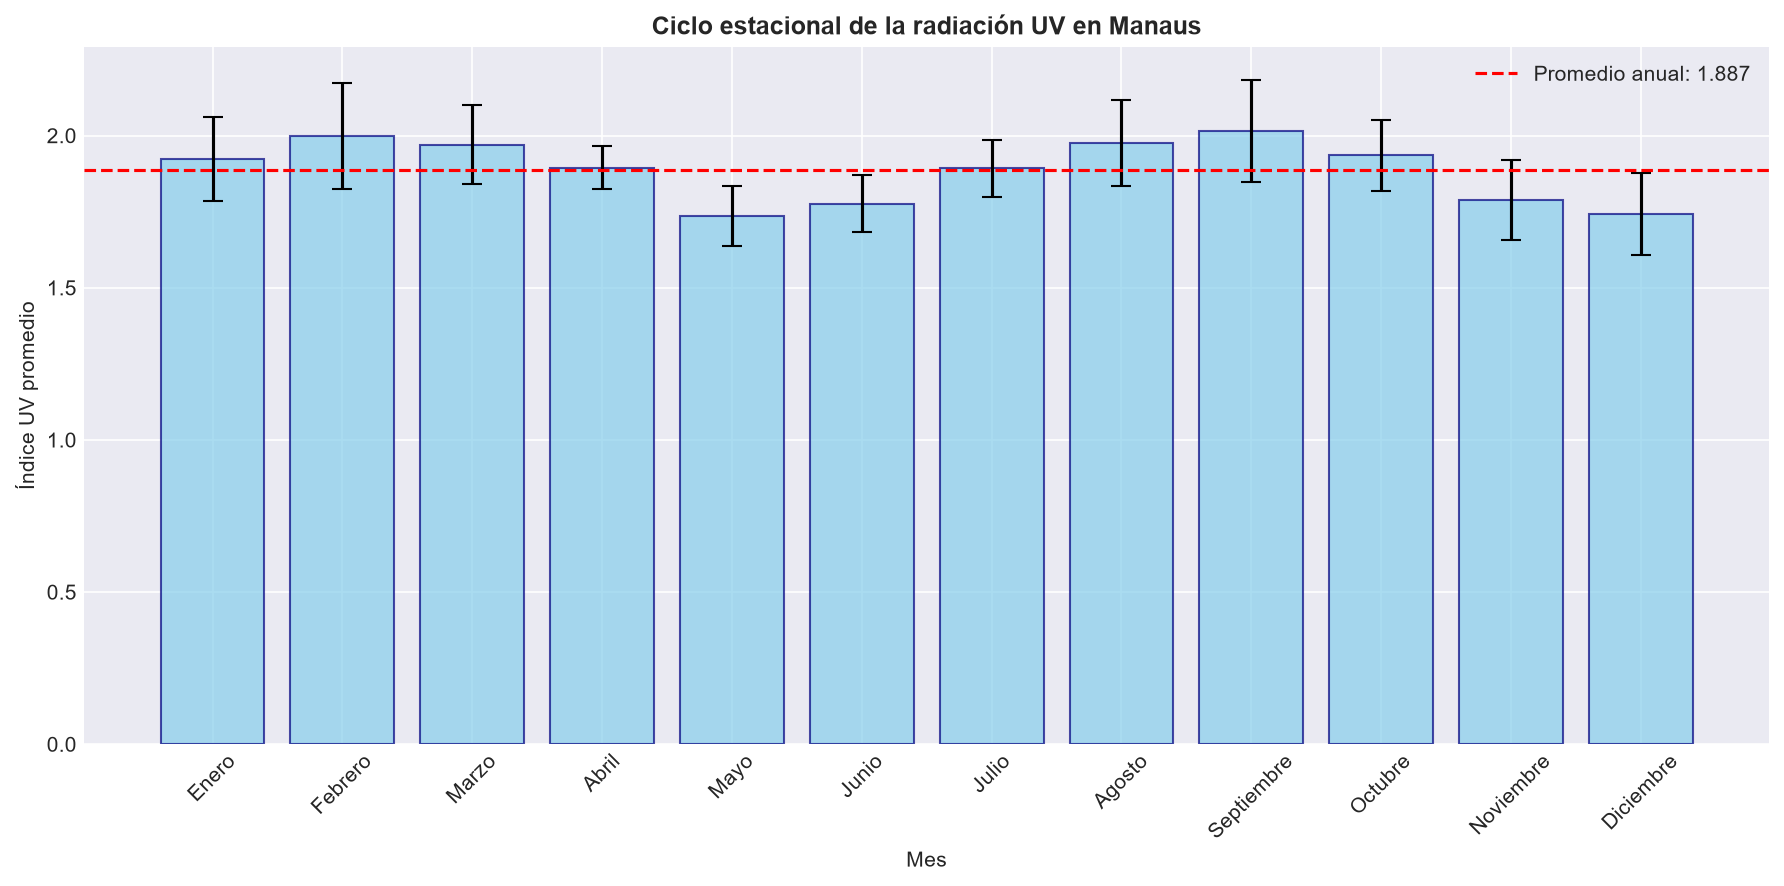 Ciclo estacional de la radiación UV en Manaus
Promedio anual: 1.887
Índice UV promedio
2.0
1.5
1.0
0.5
0.0
Enero
Febrero
Marzo
Abril
Mayo
Junio
Julio
Agosto
Septiembre
Octubre
Noviembre
Diciembre
Mes